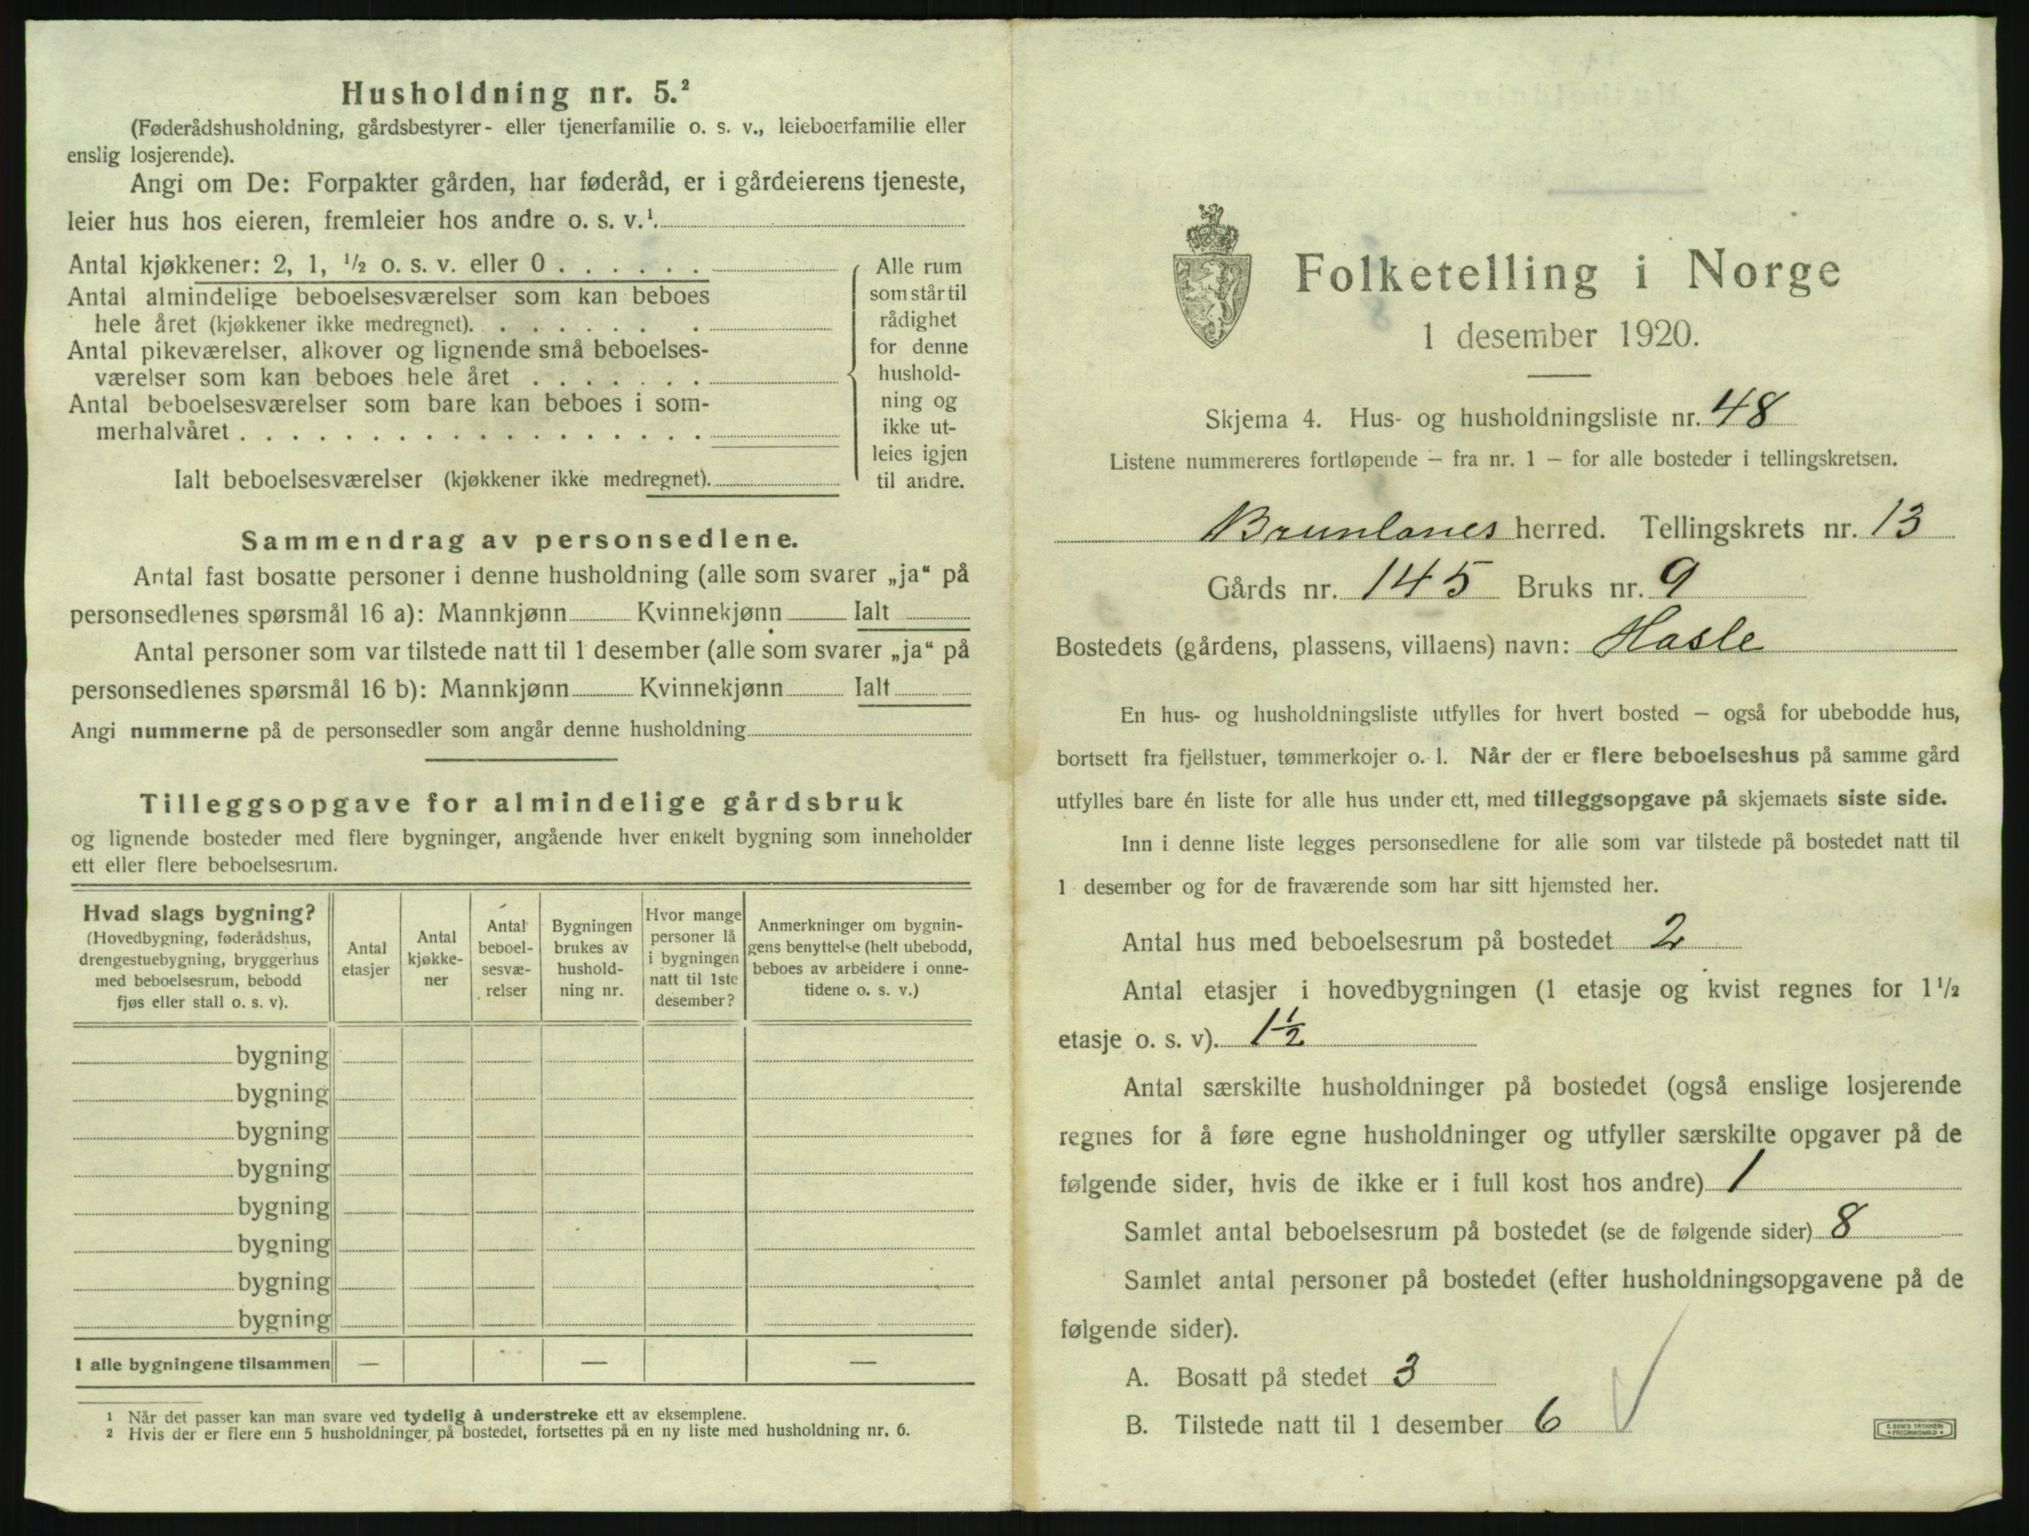 Husholdning nr. 5.²
(Føderådshusholdning, gårdsbestyrer- eller tjenerfamilie o. s. v., leieboerfamilie eller
enslig losjerende).
Angi om De: Forpakter gården, har føderåd, er i gårdeierens tjeneste,
leier hus hos eieren, fremleier hos andre o. s. v.¹
Antal kjøkkener: 2, 1, ½ o. s. v. eller 0 . . . . . .
Antal almindelige beboelsesværelser som kan beboes
hele året (kjøkkener ikke medregnet). . . . . . . .
Antal pikeværelser, alkover og lignende små beboelses-
værelser som kan beboes hele året . . . . . . .
Antal beboelsesværelser som bare kan beboes i som-
merhalvåret . . . . . . . . . . . . . . . . . .
Ialt beboelsesværelser (kjøkkener ikke medregnet).
Alle rum
som står til
rådighet
for denne
hushold-
ning og
ikke ut-
leies igjen
til andre.
Sammendrag av personsedlene.
Antal fast bosatte personer i denne husholdning (alle som svarer „ja“ på
personsedlenes spørsmål 16 a): Mannkjønn Kvinnekjønn Ialt
Antal personer som var tilstede natt til 1 desember (alle som svarer „ja“ på
personsedlenes spørsmål 16 b): Mannkjønn Kvinnekjønn Ialt
Angi nummerne på de personsedler som angår denne husholdning
Tilleggsopgave for almindelige gårdsbruk
og lignende bosteder med flere bygninger, angående hver enkelt bygning som inneholder
ett eller flere beboelsesrum.
Hvad slags bygning?
(Hovedbygning, føderådshus,
drengestuebygning, bryggerhus
med beboelsesrum, bebodd
fjøs eller stall o. s. v).
Antal
etasjer
Antal
kjøkke-
ner
Antal
beboel-
sesvæ-
relser
Bygningen
brukes av
hushold-
ning nr.
Hvor mange
personer lå
i bygningen
natt til 1ste
desember?
Anmerkninger om bygnin-
gens benyttelse (helt ubebodd,
beboes av arbeidere i onne-
tidene o. s. v.)
bygning
bygning
bygning
bygning
bygning
bygning
bygning
bygning
I alle bygningene tilsammen — — —
1 Når det passer kan man svare ved tydelig å understreke ett av eksemplene.
2 Hvis der er flere enn 5 husholdninger på bostedet, fortsettes på en ny liste med husholdning nr. 6.
Folketelling i Norge
1 desember 1920.
Skjema 4. Hus- og husholdningsliste nr. 48
Listene nummereres fortløpende – fra nr. 1 – for alle bosteder i tellingskretsen.
Brunlanes herred. Tellingskrets nr. 13
Gårds nr. 145 Bruks nr. 9
Bostedets (gårdens, plassens, villaens) navn: Hasle
En hus- og husholdningsliste utfylles for hvert bosted – også for ubebodde hus,
bortsett fra fjellstuer, tømmerkojer o. l. Når der er flere beboelseshus på samme gård
utfylles bare én liste for alle hus under ett, med tilleggsopgave på skjemaets siste side.
Inn i denne liste legges personsedlene for alle som var tilstede på bostedet natt til
1 desember og for de fraværende som har sitt hjemsted her.
Antal hus med beboelsesrum på bostedet 2
Antal etasjer i hovedbygningen (1 etasje og kvist regnes for 1½
etasje o. s. v). 1½
Antal særskilte husholdninger på bostedet (også enslige losjerende
regnes for å føre egne husholdninger og utfyller særskilte opgaver på de
følgende sider, hvis de ikke er i full kost hos andre) 1
Samlet antal beboelsesrum på bostedet (se de følgende sider) 8
Samlet antal personer på bostedet (efter husholdningsopgavene på de
følgende sider).
A. Bosatt på stedet 3
B. Tilstede natt til 1 desember 6